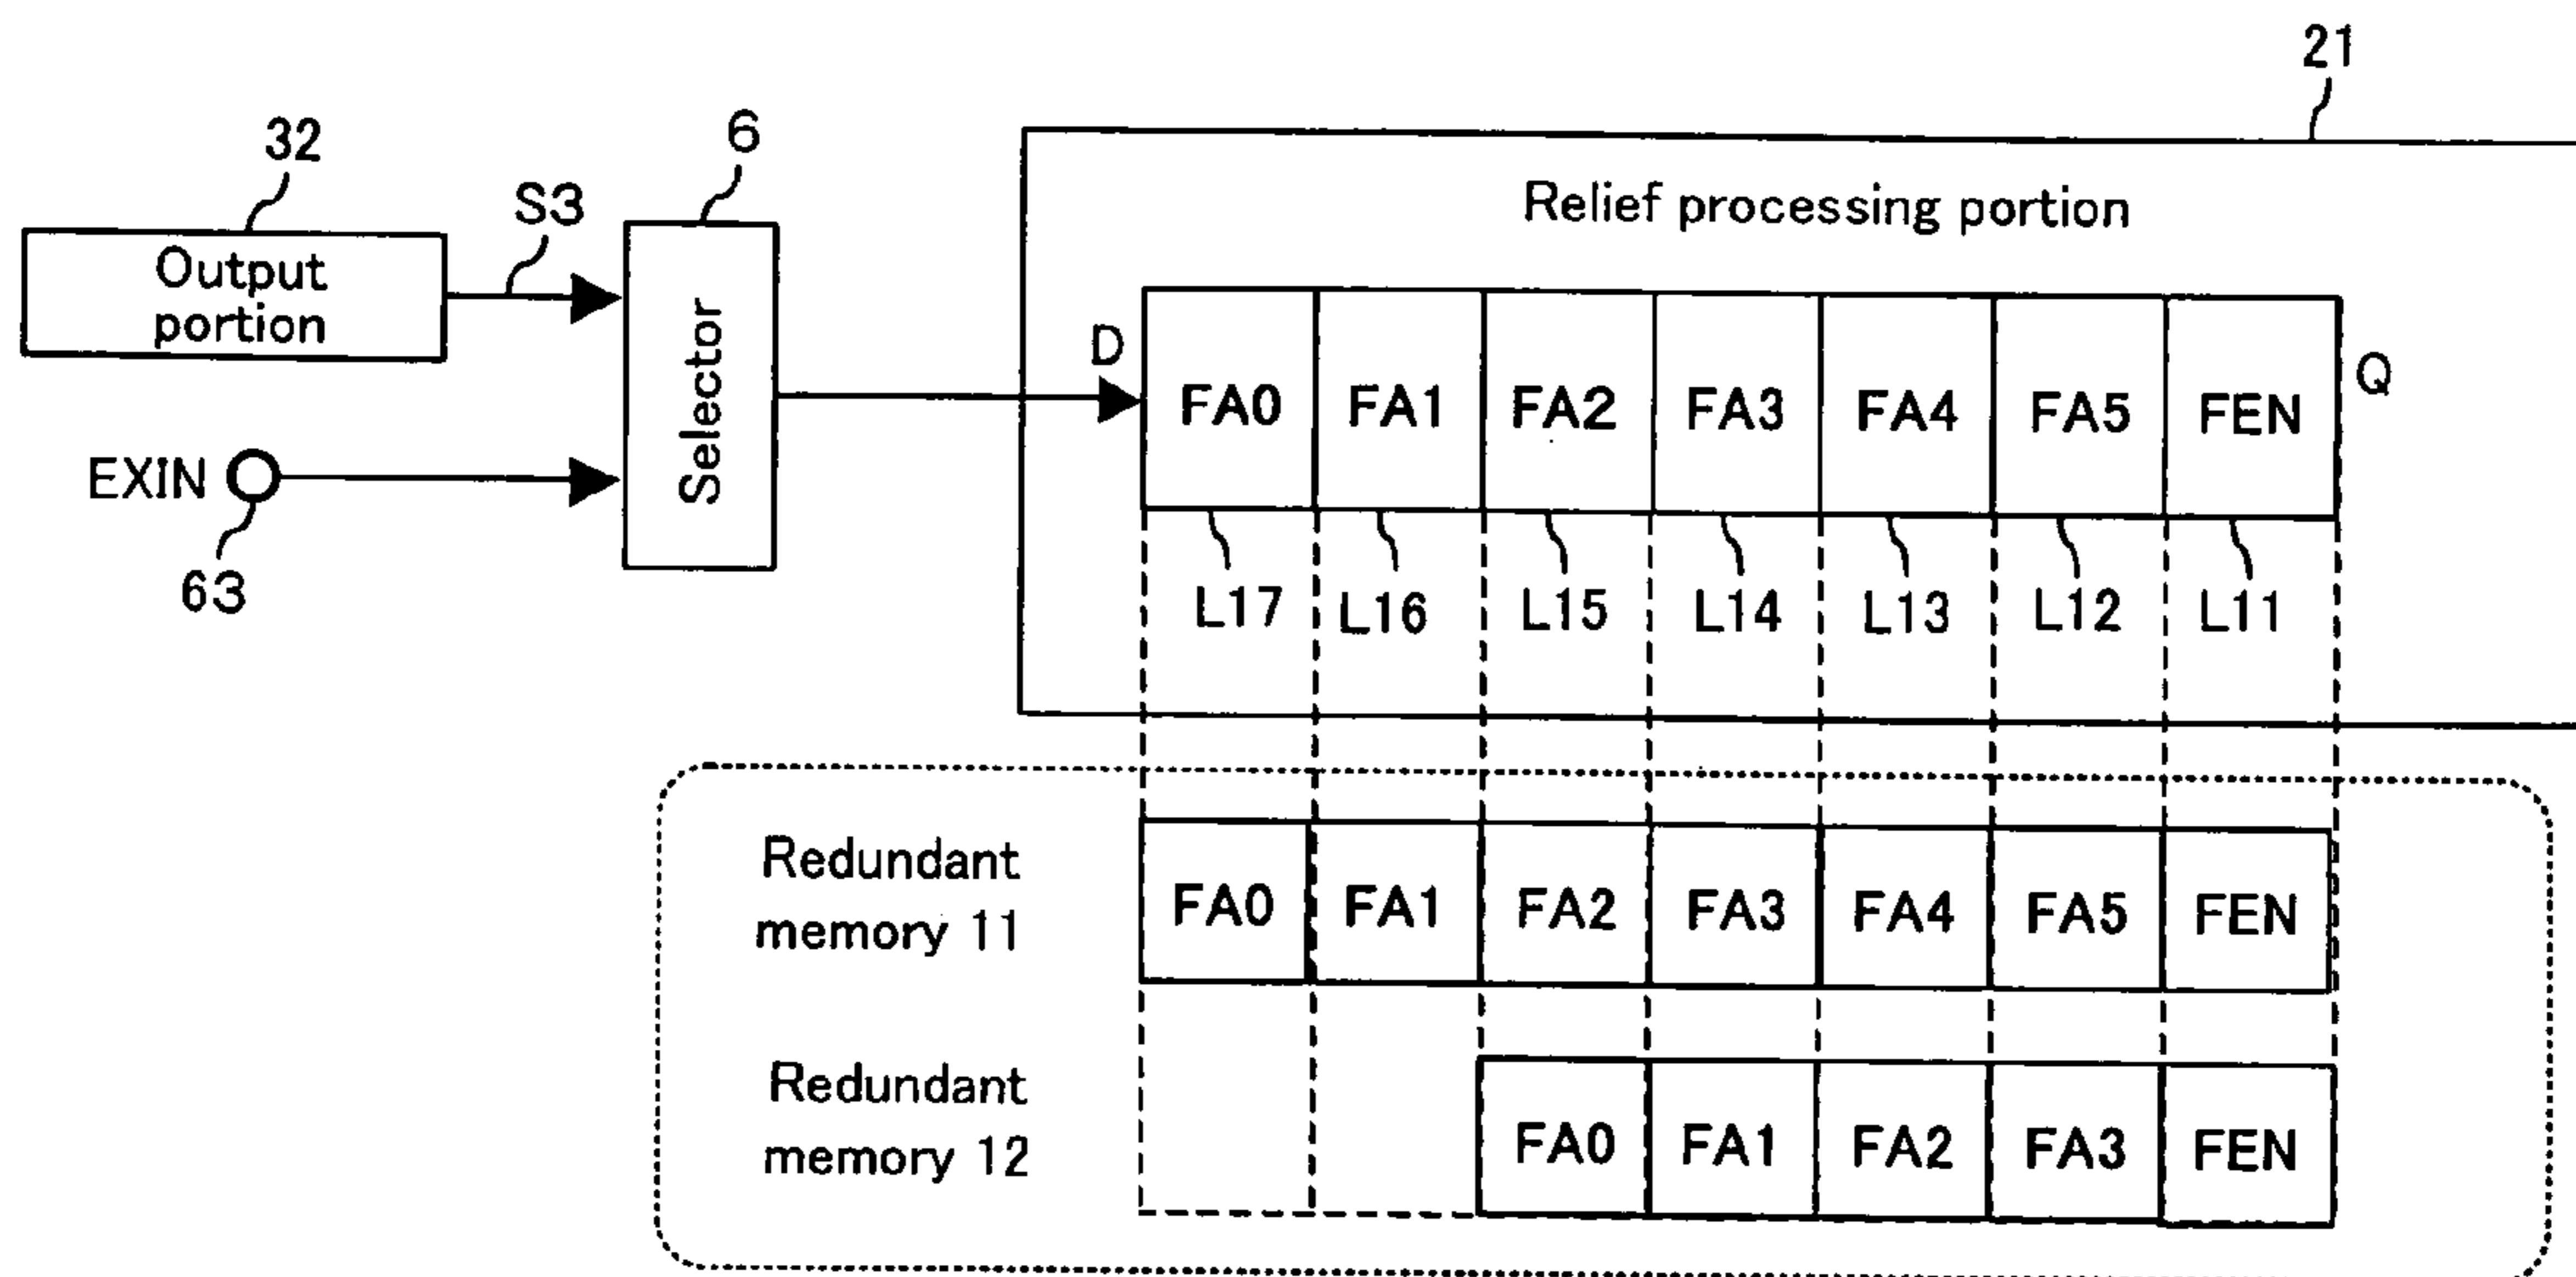 21
32
S3
6
Relief processing portion
Output
portion
Selector
D
FA0 FA1 FA2 FA3 FA4 FA5 FEN
Q
EXIN
63
L17 L16 L15 L14 L13 L12 L11
Redundant
memory 11
FA0 FA1 FA2 FA3 FA4 FA5 FEN
Redundant
memory 12
FA0 FA1 FA2 FA3 FEN